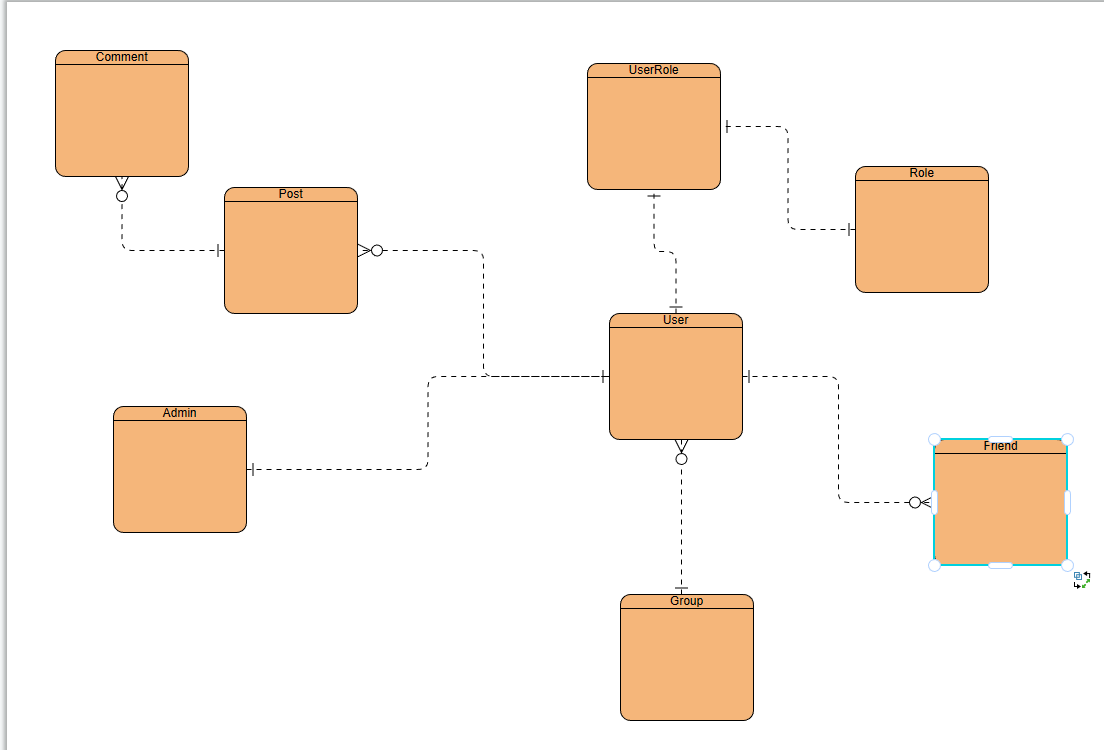 Comment
UserRole
Role
Post
User
Admin
Friend
Group